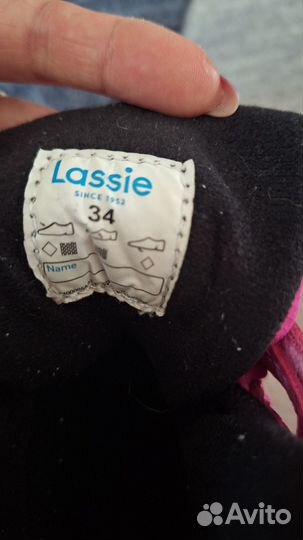 Lassie
SINCE 1952
34
Name
Avito